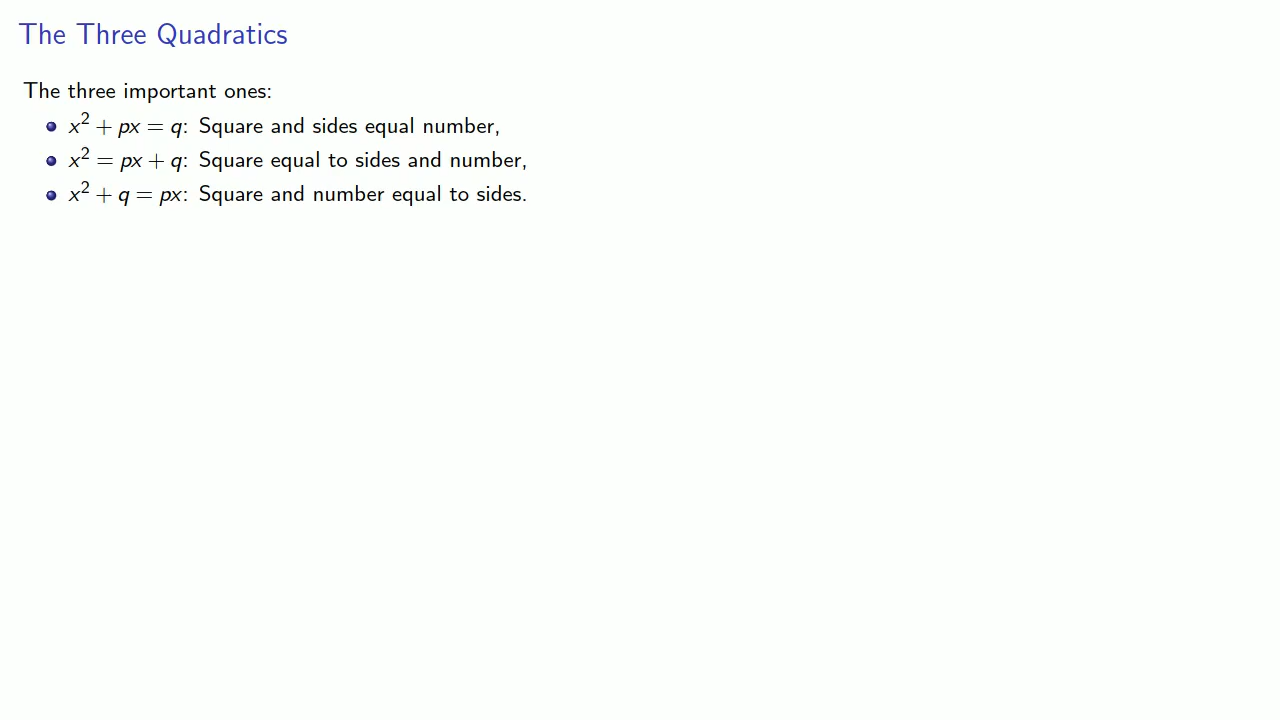 The Three Quadratics
The three important ones:
x² + px = q: Square and sides equal number,
x² = px + q: Square equal to sides and number,
x² + q = px: Square and number equal to sides.